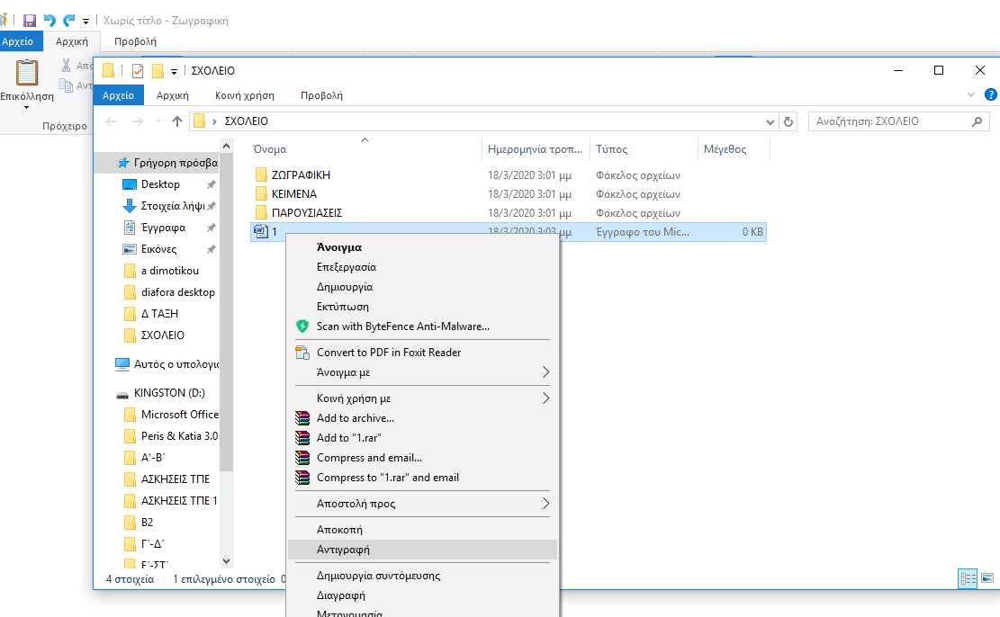 Χωρίς τίτλο - Ζωγραφική
Αρχείο Αρχική Προβολή
Επικόλληση
Πρόχειρο
ΣΧΟΛΕΙΟ
Αρχείο Αρχική Κοινή χρήση Προβολή
ΣΧΟΛΕΙΟ Αναζήτηση: ΣΧΟΛΕΙΟ
Όνομα Ημερομηνία τροπ... Τύπος Μέγεθος
ΖΩΓΡΑΦΙΚΗ 18/3/2020 3:01 μμ Φάκελος αρχείων
ΚΕΙΜΕΝΑ 18/3/2020 3:01 μμ Φάκελος αρχείων
ΠΑΡΟΥΣΙΑΣΕΙΣ 18/3/2020 3:01 μμ Φάκελος αρχείων
1 18/3/2020 3:03 μμ Έγγραφο του Mic... 0 KB
Γρήγορη πρόσβα
Desktop
Στοιχεία λήψι
Έγγραφα
Εικόνες
a dimotikou
diafora desktop
Δ ΤΑΞΗ
ΣΧΟΛΕΙΟ
Αυτός ο υπολογι
KINGSTON (D:)
Microsoft Office
Peris & Katia 3.0
Α'-Β΄
ΑΣΚΗΣΕΙΣ ΤΠΕ
ΑΣΚΗΣΕΙΣ ΤΠΕ 1
Β2
Γ΄-Δ΄
Ε΄-ΣΤ΄
Άνοιγμα
Επεξεργασία
Δημιουργία
Εκτύπωση
Scan with ByteFence Anti-Malware...
Convert to PDF in Foxit Reader
Άνοιγμα με
Κοινή χρήση με
Add to archive...
Add to "1.rar"
Compress and email...
Compress to "1.rar" and email
Αποστολή προς
Αποκοπή
Αντιγραφή
Δημιουργία συντόμευσης
Διαγραφή
Μετονομασία
4 στοιχεία 1 επιλεγμένο στοιχείο 0